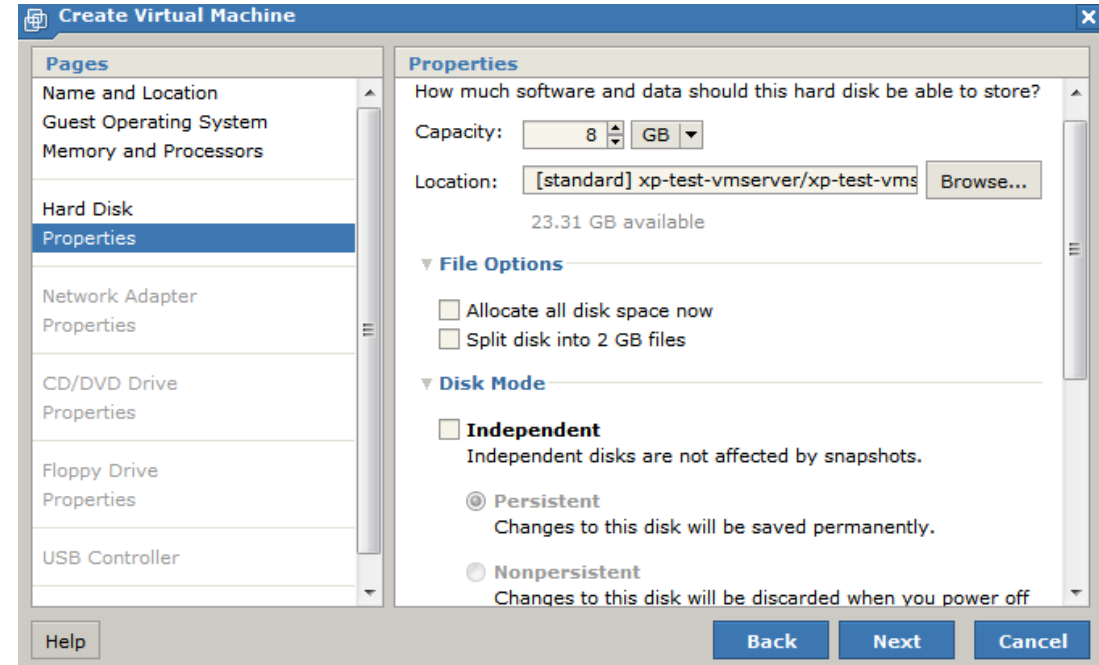 Create Virtual Machine
Pages
Name and Location
Guest Operating System
Memory and Processors
Hard Disk
Properties
Network Adapter
Properties
CD/DVD Drive
Properties
Floppy Drive
Properties
USB Controller
Properties
How much software and data should this hard disk be able to store?
Capacity: 8 GB
Location: [standard] xp-test-vmserver/xp-test-vms Browse...
23.31 GB available
File Options
Allocate all disk space now
Split disk into 2 GB files
Disk Mode
Independent
Independent disks are not affected by snapshots.
Persistent
Changes to this disk will be saved permanently.
Nonpersistent
Changes to this disk will be discarded when you power off
Help Back Next Cancel